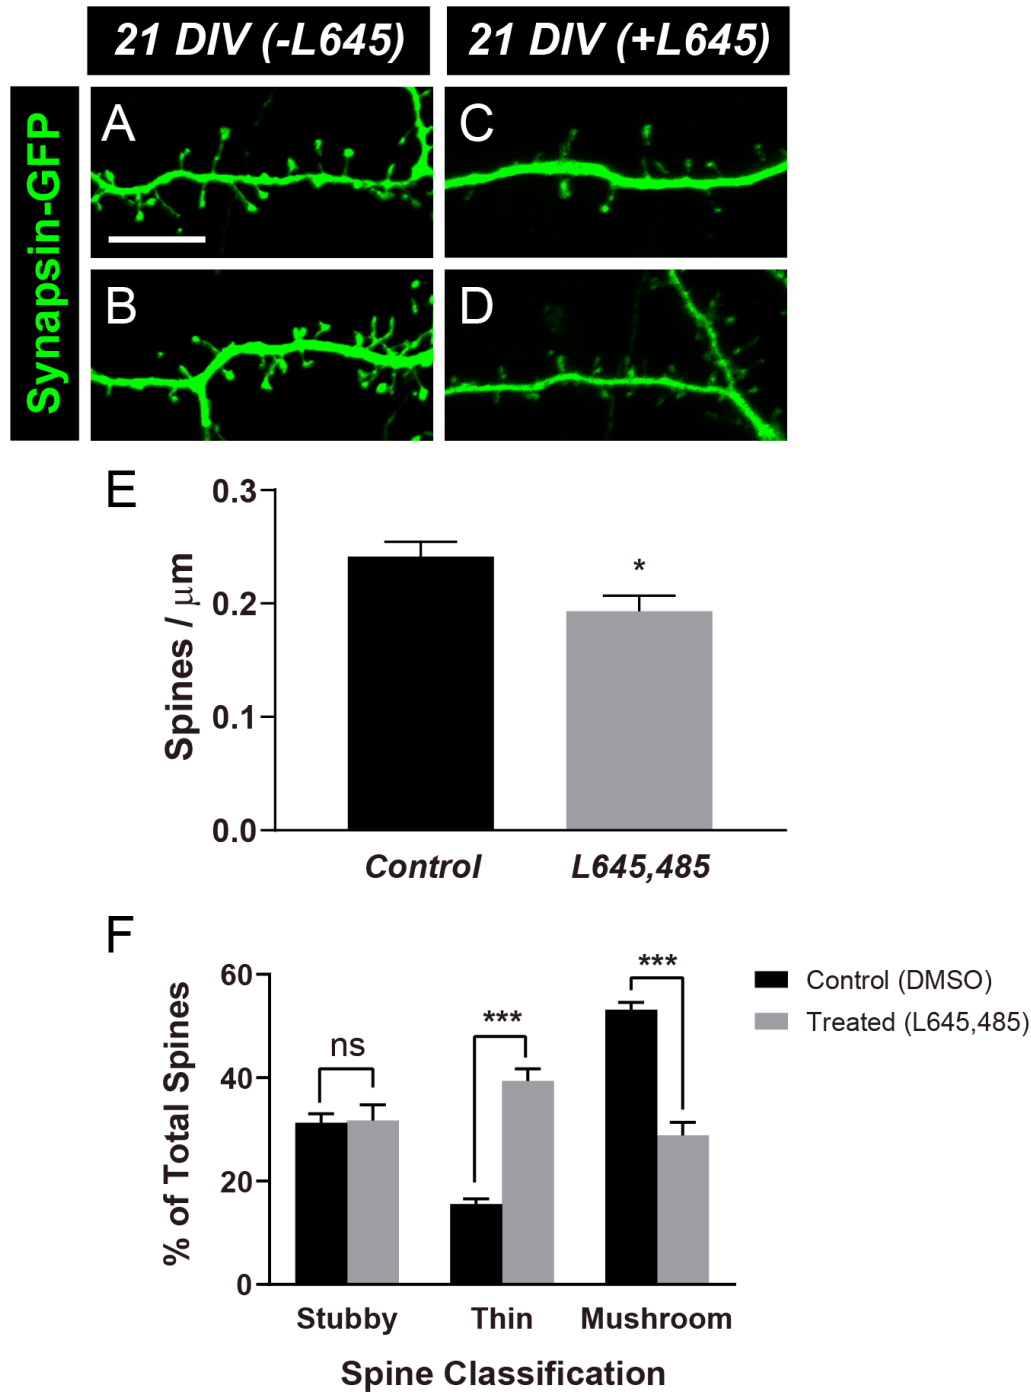 21 DIV (-L645)
21 DIV (+L645)
Synapsin-GFP
A
C
B
D
E
Spines / μm
0.3
0.2
0.1
0.0
*
Control
L645,485
F
% of Total Spines
60
40
20
0
ns
***
***
Control (DMSO)
Treated (L645,485)
Stubby
Thin
Mushroom
Spine Classification